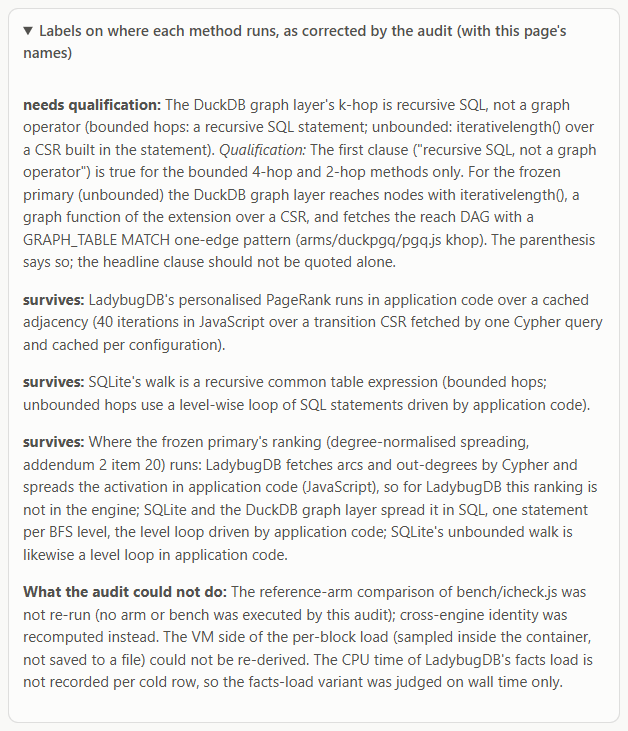 ▼ Labels on where each method runs, as corrected by the audit (with this page's
names)
needs qualification: The DuckDB graph layer's k-hop is recursive SQL, not a graph
operator (bounded hops: a recursive SQL statement; unbounded: iterativelength() over
a CSR built in the statement). Qualification: The first clause ("recursive SQL, not a graph
operator") is true for the bounded 4-hop and 2-hop methods only. For the frozen
primary (unbounded) the DuckDB graph layer reaches nodes with iterativelength(), a
graph function of the extension over a CSR, and fetches the reach DAG with a
GRAPH_TABLE MATCH one-edge pattern (arms/duckpgq/pgq.js khop). The parenthesis
says so; the headline clause should not be quoted alone.
survives: LadybugDB's personalised PageRank runs in application code over a cached
adjacency (40 iterations in JavaScript over a transition CSR fetched by one Cypher query
and cached per configuration).
survives: SQLite's walk is a recursive common table expression (bounded hops;
unbounded hops use a level-wise loop of SQL statements driven by application code).
survives: Where the frozen primary's ranking (degree-normalised spreading,
addendum 2 item 20) runs: LadybugDB fetches arcs and out-degrees by Cypher and
spreads the activation in application code (JavaScript), so for LadybugDB this ranking is
not in the engine; SQLite and the DuckDB graph layer spread it in SQL, one statement
per BFS level, the level loop driven by application code; SQLite's unbounded walk is
likewise a level loop in application code.
What the audit could not do: The reference-arm comparison of bench/icheck.js was
not re-run (no arm or bench was executed by this audit); cross-engine identity was
recomputed instead. The VM side of the per-block load (sampled inside the container,
not saved to a file) could not be re-derived. The CPU time of LadybugDB's facts load is
not recorded per cold row, so the facts-load variant was judged on wall time only.